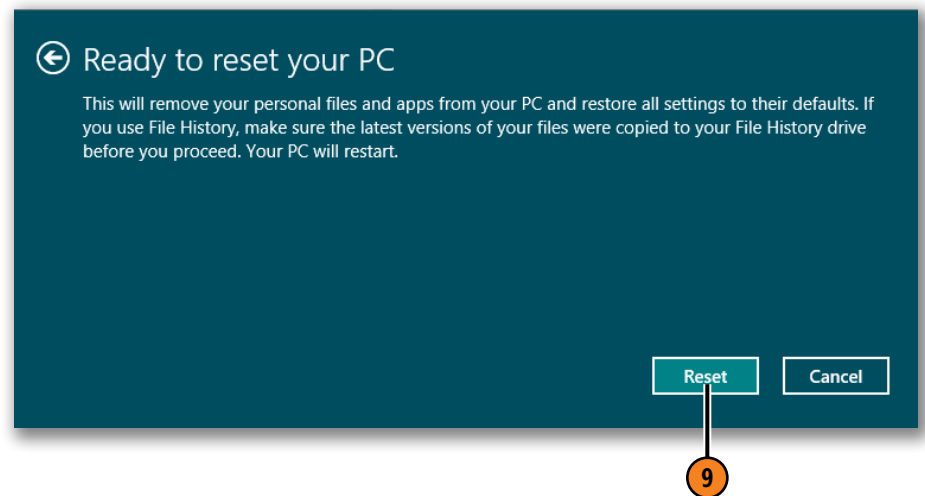 Ready to reset your PC
This will remove your personal files and apps from your PC and restore all settings to their defaults. If
you use File History, make sure the latest versions of your files were copied to your File History drive
before you proceed. Your PC will restart.
Reset
Cancel
9